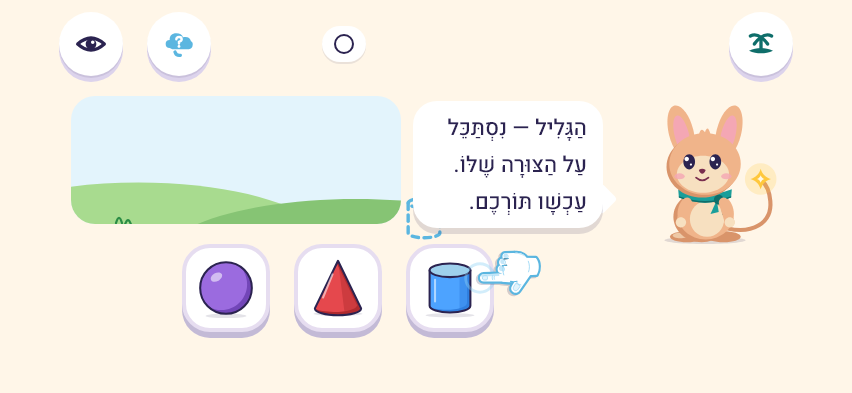 הַגָּלִיל – נִסְתַּכֵּל
עַל הַצּוּרָה שֶׁלּוֹ.
עַכְשָׁו תּוֹרְכֶם.
?